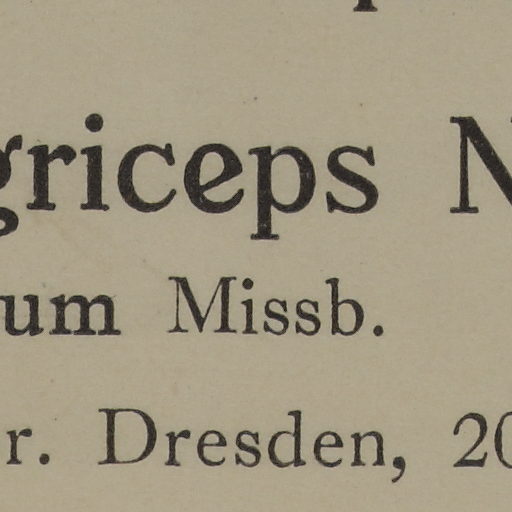 griceps N
um Missb.
r. Dresden, 20